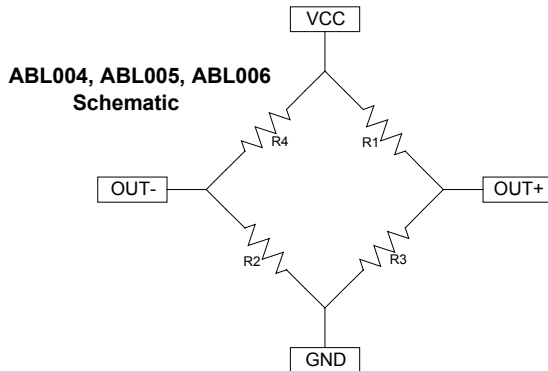 VCC
ABL004, ABL005, ABL006
Schematic
R4
R1
OUT-
OUT+
R2
R3
GND